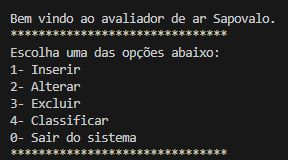 Bem vindo ao avaliador de ar Sapovalo.
*******************************
Escolha uma das opções abaixo:
1- Inserir
2- Alterar
3- Excluir
4- Classificar
0- Sair do sistema
*******************************